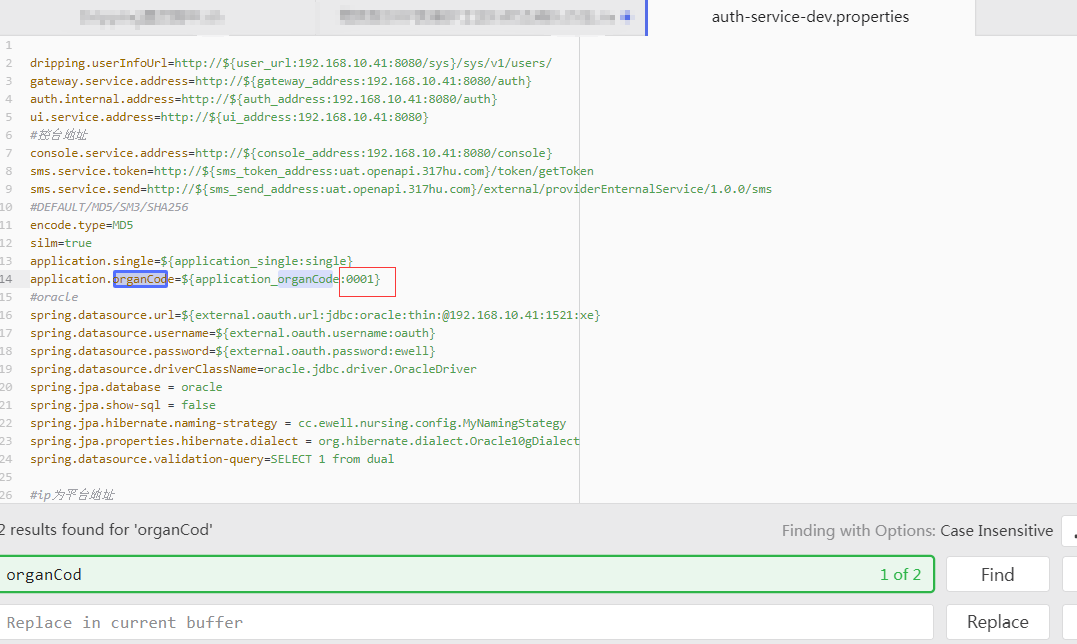 auth-service-dev.properties
1
2 dripping.userInfoUrl=http://${user_url:192.168.10.41:8080/sys}/sys/v1/users/
3 gateway.service.address=http://${gateway_address:192.168.10.41:8080/auth}
4 auth.internal.address=http://${auth_address:192.168.10.41:8080/auth}
5 ui.service.address=http://${ui_address:192.168.10.41:8080}
6 #控台地址
7 console.service.address=http://${console_address:192.168.10.41:8080/console}
8 sms.service.token=http://${sms_token_address:uat.openapi.317hu.com}/token/getToken
9 sms.service.send=http://${sms_send_address:uat.openapi.317hu.com}/external/providerEnternalService/1.0.0/sms
10 #DEFAULT/MD5/SM3/SHA256
11 encode.type=MD5
12 silm=true
13 application.single=${application_single:single}
14 application.organCode=${application_organCode:0001}
15 #oracle
16 spring.datasource.url=${external.oauth.url:jdbc:oracle:thin:@192.168.10.41:1521:xe}
17 spring.datasource.username=${external.oauth.username:oauth}
18 spring.datasource.password=${external.oauth.password:ewell}
19 spring.datasource.driverClassName=oracle.jdbc.driver.OracleDriver
20 spring.jpa.database = oracle
21 spring.jpa.show-sql = false
22 spring.jpa.hibernate.naming-strategy = cc.ewell.nursing.config.MyNamingStategy
23 spring.jpa.properties.hibernate.dialect = org.hibernate.dialect.Oracle10gDialect
24 spring.datasource.validation-query=SELECT 1 from dual
25
26 #ip为平台地址
2 results found for 'organCod'
Finding with Options: Case Insensitive
organCod
1 of 2
Find
Replace in current buffer
Replace